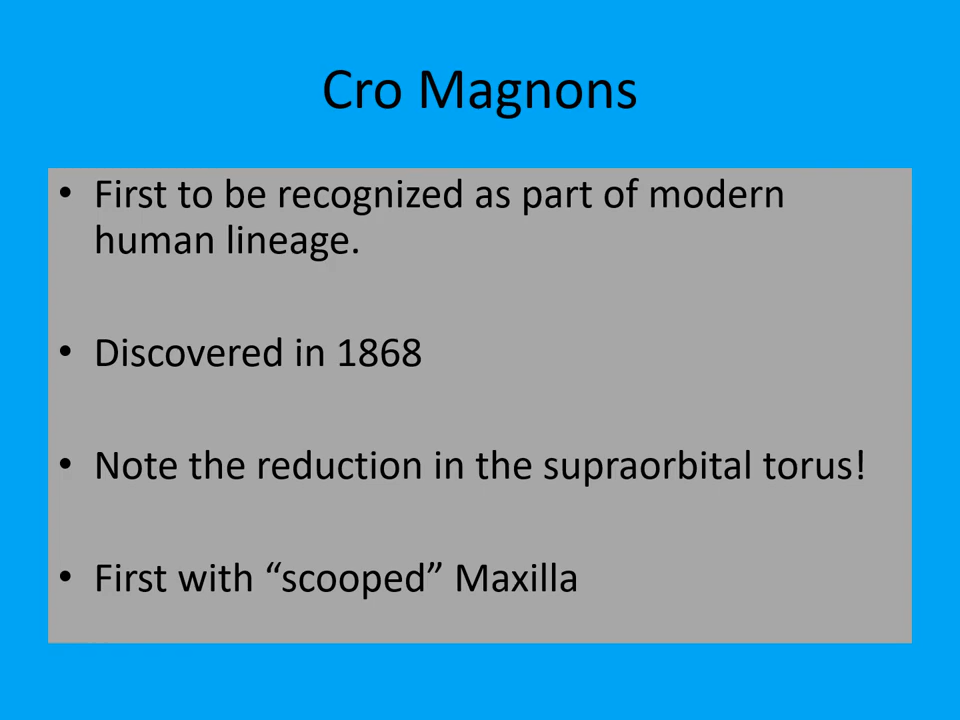 Cro Magnons
• First to be recognized as part of modern
human lineage.
• Discovered in 1868
• Note the reduction in the supraorbital torus!
• First with “scooped” Maxilla